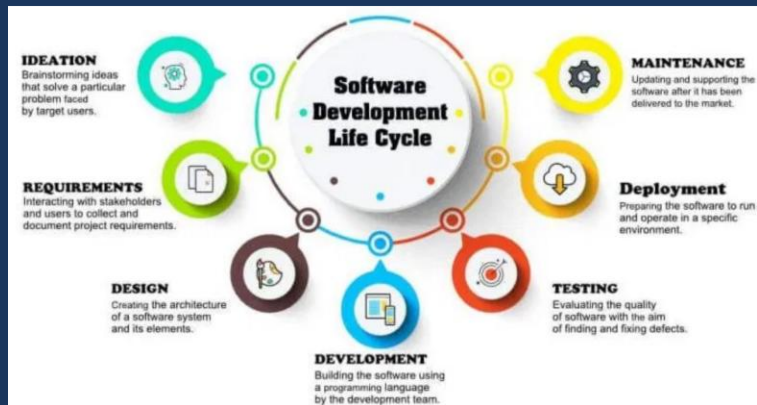 Software
Development
Life Cycle
IDEATION
Brainstorming ideas
that solve a particular
problem faced
by target users.
REQUIREMENTS
Interacting with stakeholders
and users to collect and
document project requirements.
DESIGN
Creating the architecture
of a software system
and its elements.
DEVELOPMENT
Building the software using
a programming language
by the development team.
TESTING
Evaluating the quality
of software with the aim
of finding and fixing defects.
Deployment
Preparing the software to run
and operate in a specific
environment.
MAINTENANCE
Updating and supporting the
software after it has been
delivered to the market.